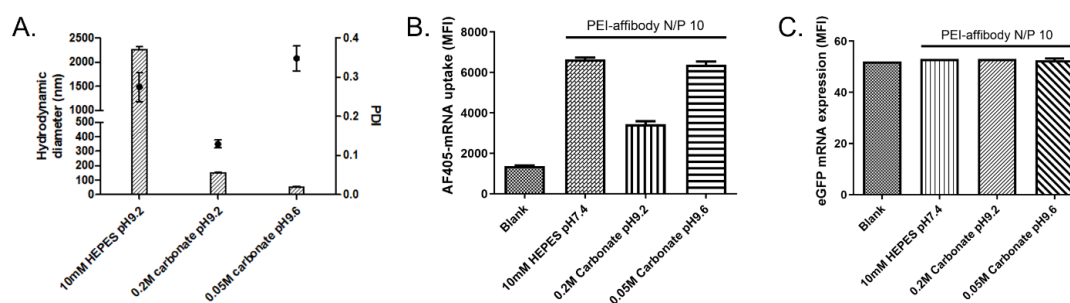 A.
Hydrodynamic
diameter (nm)
2500
2000
1500
1000
500
500
400
300
200
100
0
0.4
0.3
0.2
0.1
0.0
PDI
10mM HEPES pH9.2
0.2M carbonate pH9.2
0.05M carbonate pH9.6
B.
PEI-affibody N/P 10
AF405-mRNA uptake (MFI)
8000
6000
4000
2000
0
Blank
10mM HEPES pH7.4
0.2M Carbonate pH9.2
0.05M Carbonate pH9.6
C.
PEI-affibody N/P 10
eGFP mRNA expression (MFI)
60
40
20
0
Blank
10mM HEPES pH7.4
0.2M Carbonate pH9.2
0.05M Carbonate pH9.6